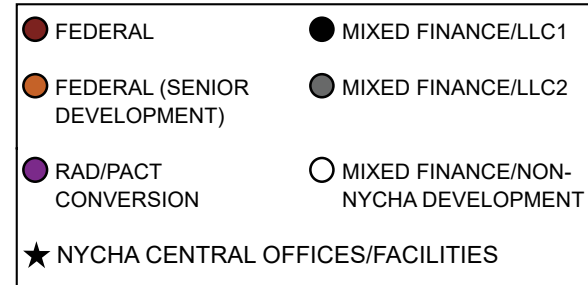 FEDERAL
MIXED FINANCE/LLC1
FEDERAL (SENIOR
DEVELOPMENT)
MIXED FINANCE/LLC2
RAD/PACT
CONVERSION
MIXED FINANCE/NON-
NYCHA DEVELOPMENT
NYCHA CENTRAL OFFICES/FACILITIES